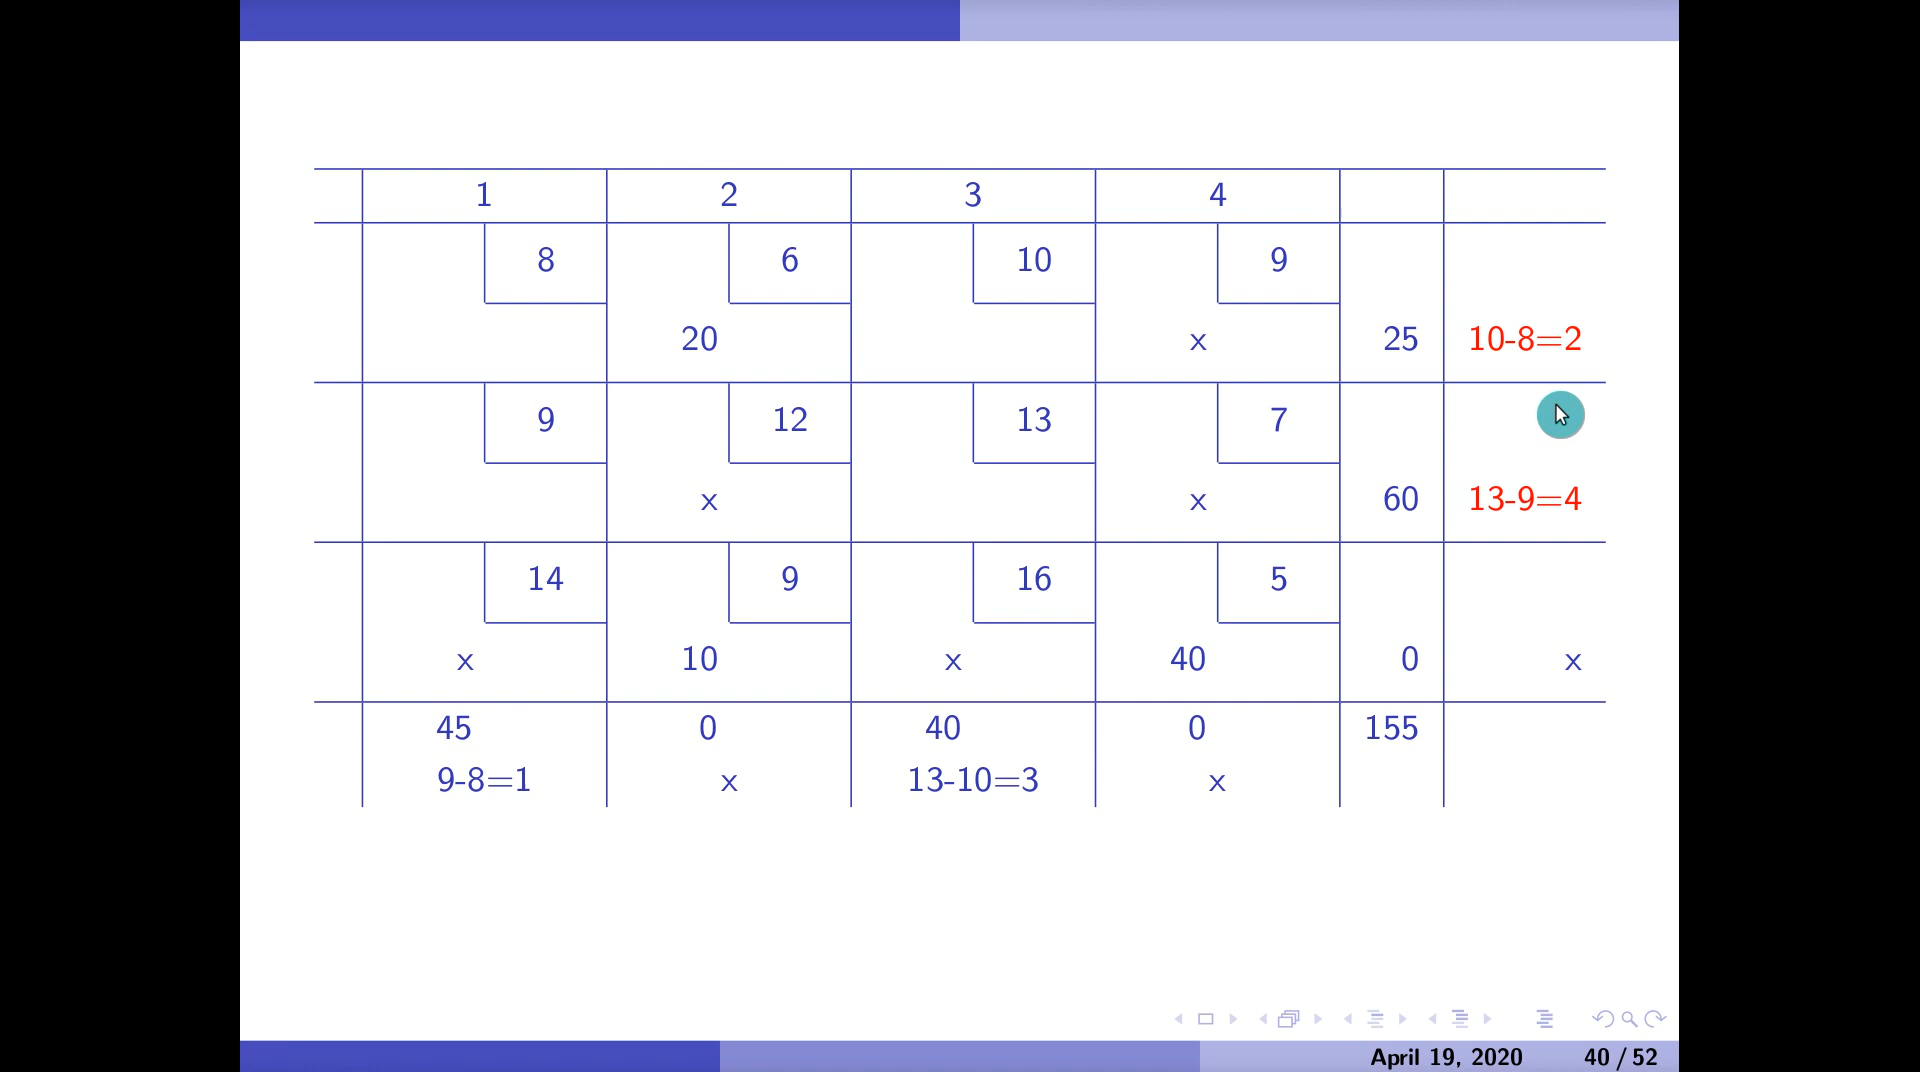 1 2 3 4
8 6 10 9
20 x 25 10-8=2
9 12 13 7
x x 60 13-9=4
14 9 16 5
x 10 x 40 0 x
45 0 40 0 155
9-8=1 x 13-10=3 x
April 19, 2020 40 / 52